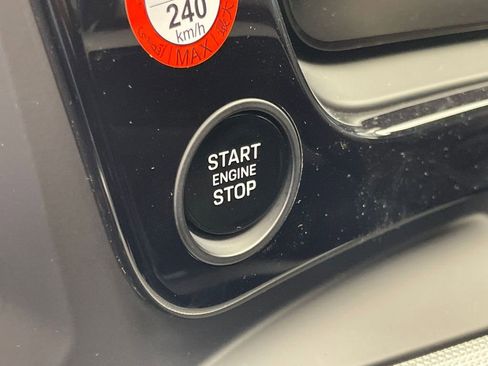 240
km/h
MAX
START
ENGINE
STOP